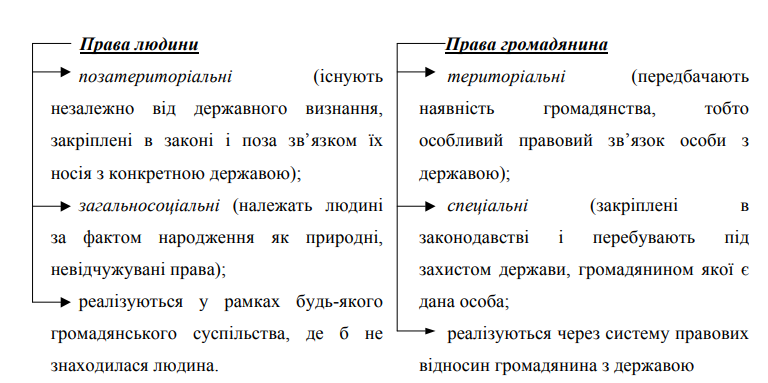 Права людини
позатериторіальні (існують
незалежно від державного визнання,
закріплені в законі і поза зв’язком їх
носія з конкретною державою);
загальносоціальні (належать людині
за фактом народження як природні,
невідчужувані права);
реалізуються у рамках будь-якого
громадянського суспільства, де б не
знаходилася людина.
Права громадянина
територіальні (передбачають
наявність громадянства, тобто
особливий правовий зв’язок особи з
державою);
спеціальні (закріплені в
законодавстві і перебувають під
захистом держави, громадянином якої є
дана особа;
реалізуються через систему правових
відносин громадянина з державою